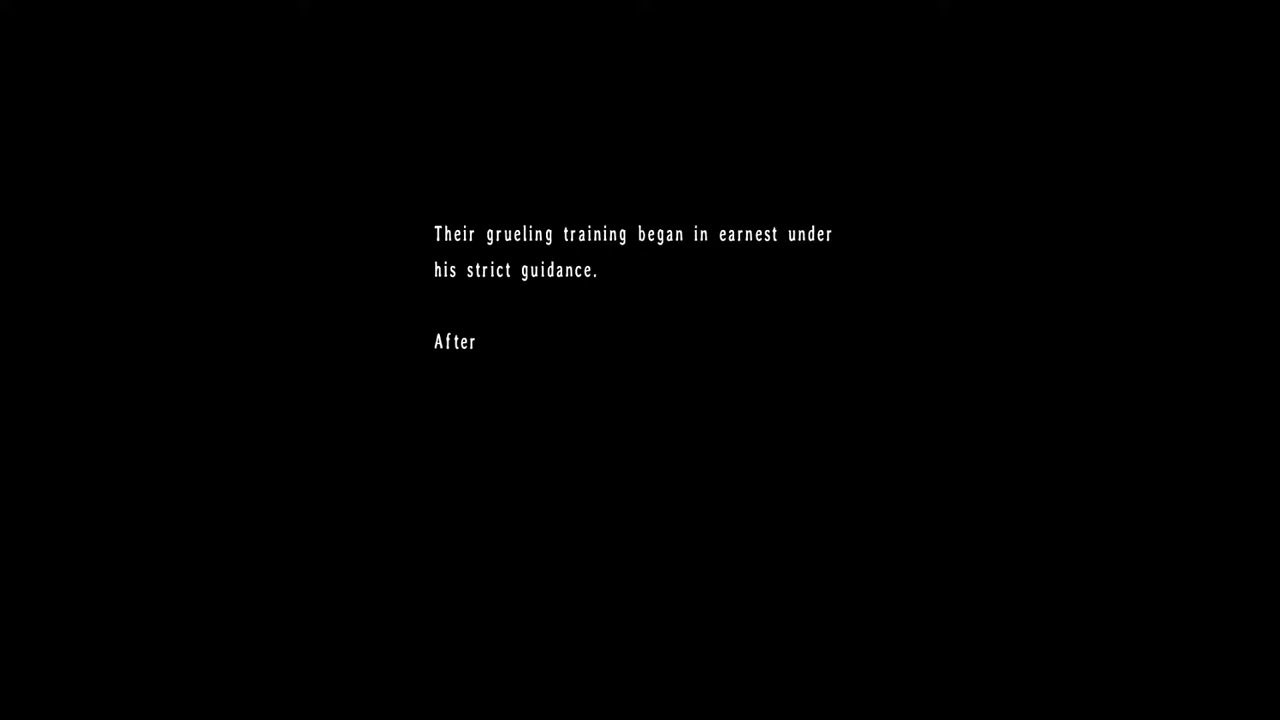 Their grueling training began in earnest under
his strict guidance.
After